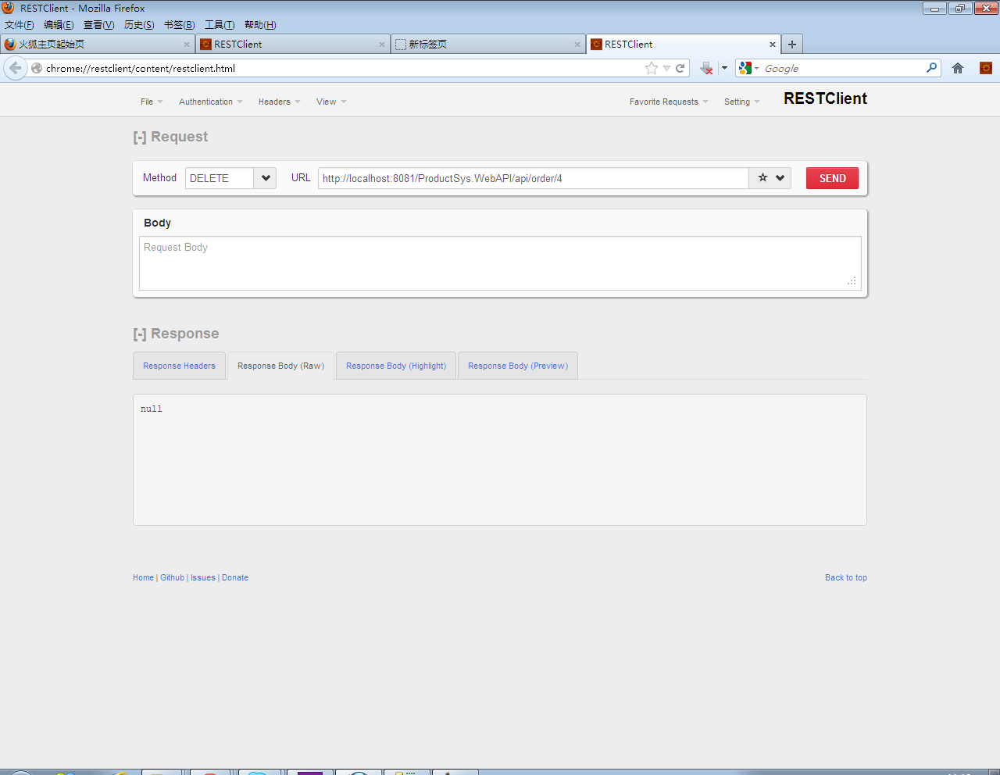 RESTClient - Mozilla Firefox
文件(F) 编辑(E) 查看(V) 历史(S) 书签(B) 工具(T) 帮助(H)
火狐主页起始页 RESTClient 新标签页 RESTClient
chrome://restclient/content/restclient.html Google
File Authentication Headers View Favorite Requests Setting RESTClient
[-] Request
Method DELETE URL http://localhost:8081/ProductSys.WebAPI/api/order/4 SEND
Body
Request Body
[-] Response
Response Headers Response Body (Raw) Response Body (Highlight) Response Body (Preview)
null
Home | Github | Issues | Donate Back to top